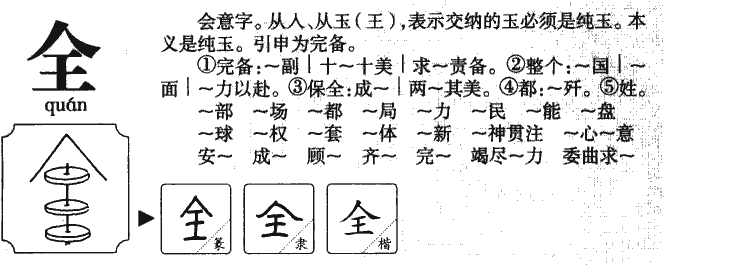 全
quán
会意字。从人、从玉(王),表示交纳的玉必须是纯玉。本
义是纯玉。引申为完备。
①完备:～副|十～十美|求～责备。②整个:～国|～
面|～力以赴。③保全:成～|两～其美。④都:～歼。⑤姓。
～部 ～场 ～都 ～局 ～力 ～民 ～能 ～盘
～球 ～权 ～套 ～体 ～新 ～神贯注 ～心～意
安～ 成～ 顾～ 齐～ 完～ 竭尽～力 委曲求～
全 篆 全 隶 全 楷